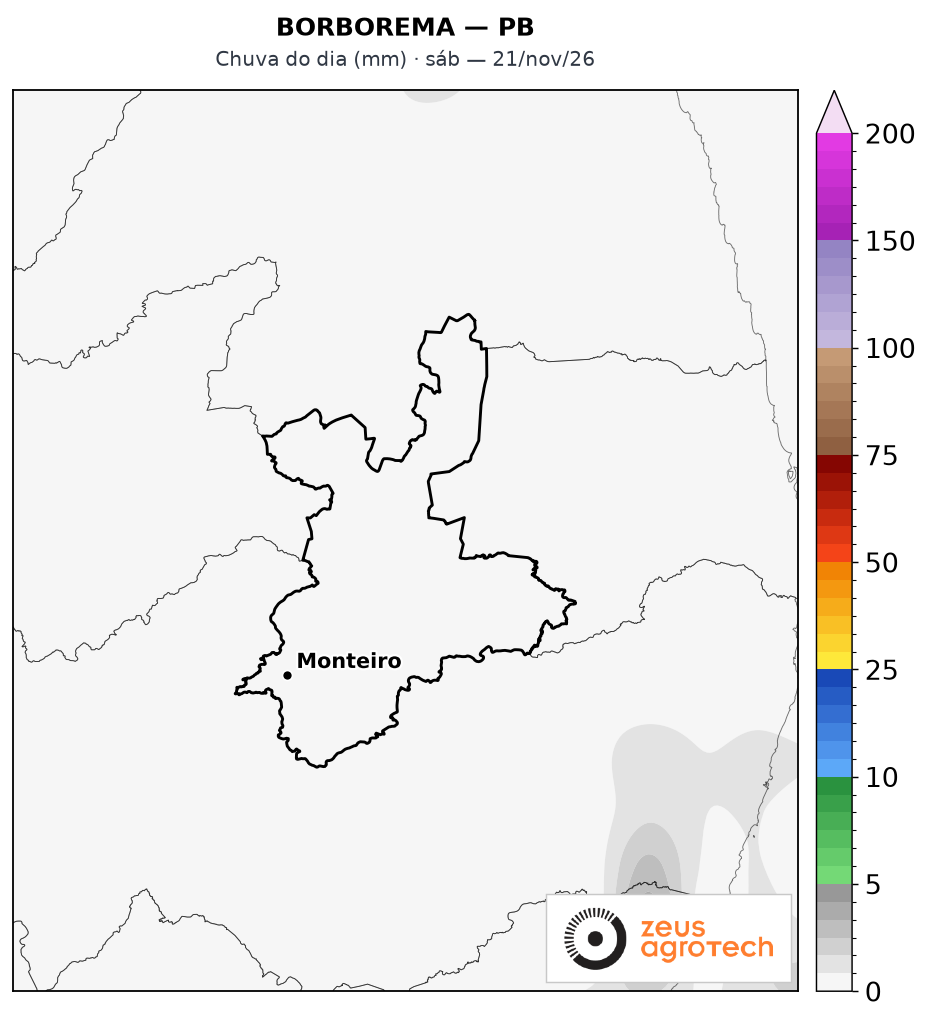 BORBOREMA — PB
Chuva do dia (mm) · sáb — 21/nov/26
200
150
100
75
50
25
10
5
0
Monteiro
zeus
agrotech